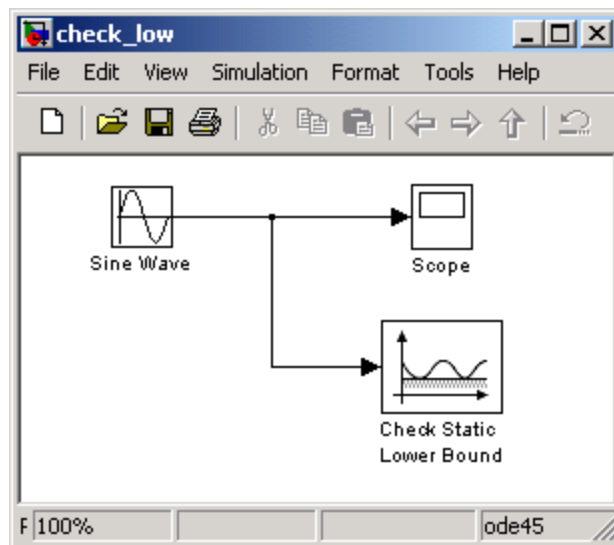 check_low
File Edit View Simulation Format Tools Help
Sine Wave
Scope
Check Static
Lower Bound
F 100% ode45